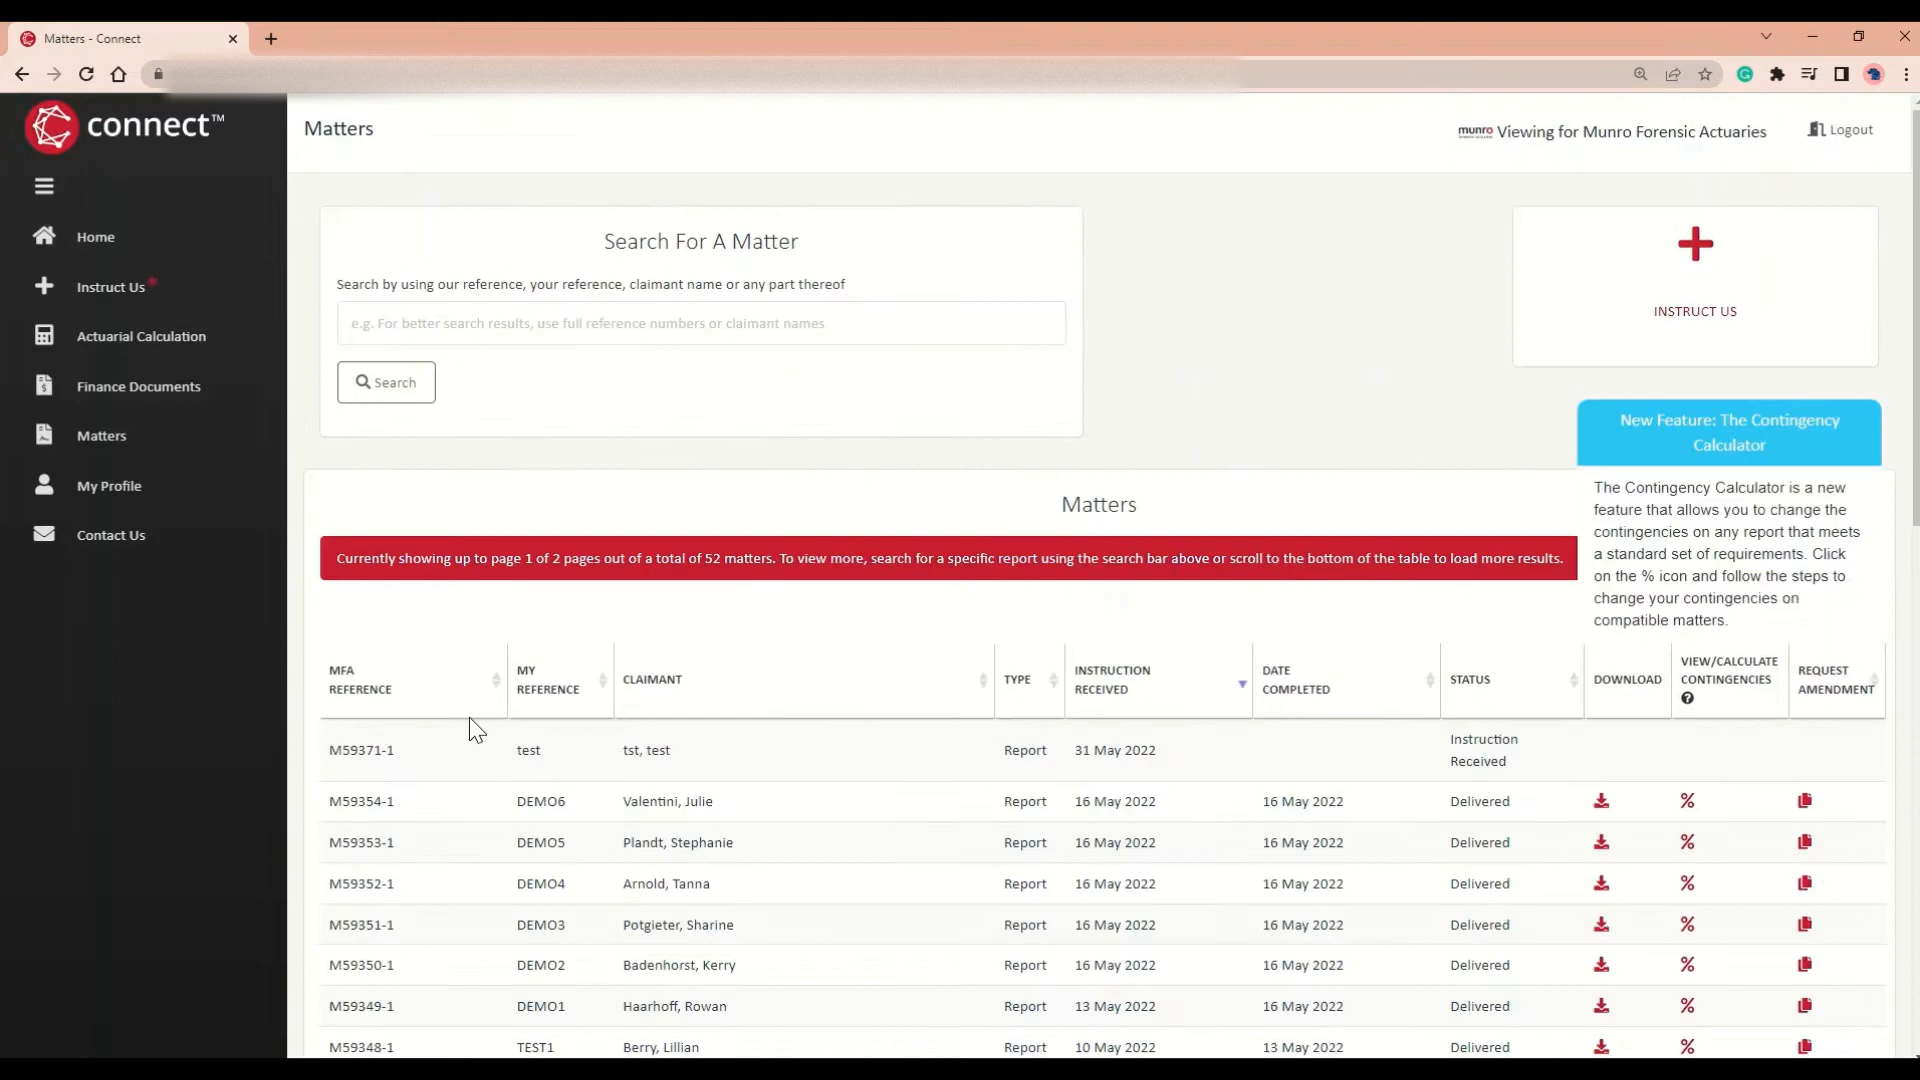 Matters - Connect
connect™
Matters
munro Viewing for Munro Forensic Actuaries
Logout
Home
Instruct Us *
Actuarial Calculation
Finance Documents
Matters
My Profile
Contact Us
Search For A Matter
Search by using our reference, your reference, claimant name or any part thereof
e.g. For better search results, use full reference numbers or claimant names
Search
INSTRUCT US
New Feature: The Contingency
Calculator
The Contingency Calculator is a new
feature that allows you to change the
contingencies on any report that meets
a standard set of requirements. Click
on the % icon and follow the steps to
change your contingencies on
compatible matters.
Matters
Currently showing up to page 1 of 2 pages out of a total of 52 matters. To view more, search for a specific report using the search bar above or scroll to the bottom of the table to load more results.
MFA REFERENCE MY REFERENCE CLAIMANT TYPE INSTRUCTION RECEIVED DATE COMPLETED STATUS DOWNLOAD VIEW/CALCULATE CONTINGENCIES ? REQUEST AMENDMENT
M59371-1 test tst, test Report 31 May 2022 Instruction Received
M59354-1 DEMO6 Valentini, Julie Report 16 May 2022 16 May 2022 Delivered %
M59353-1 DEMO5 Plandt, Stephanie Report 16 May 2022 16 May 2022 Delivered %
M59352-1 DEMO4 Arnold, Tanna Report 16 May 2022 16 May 2022 Delivered %
M59351-1 DEMO3 Potgieter, Sharine Report 16 May 2022 16 May 2022 Delivered %
M59350-1 DEMO2 Badenhorst, Kerry Report 16 May 2022 16 May 2022 Delivered %
M59349-1 DEMO1 Haarhoff, Rowan Report 13 May 2022 16 May 2022 Delivered %
M59348-1 TEST1 Berry, Lillian Report 10 May 2022 13 May 2022 Delivered %